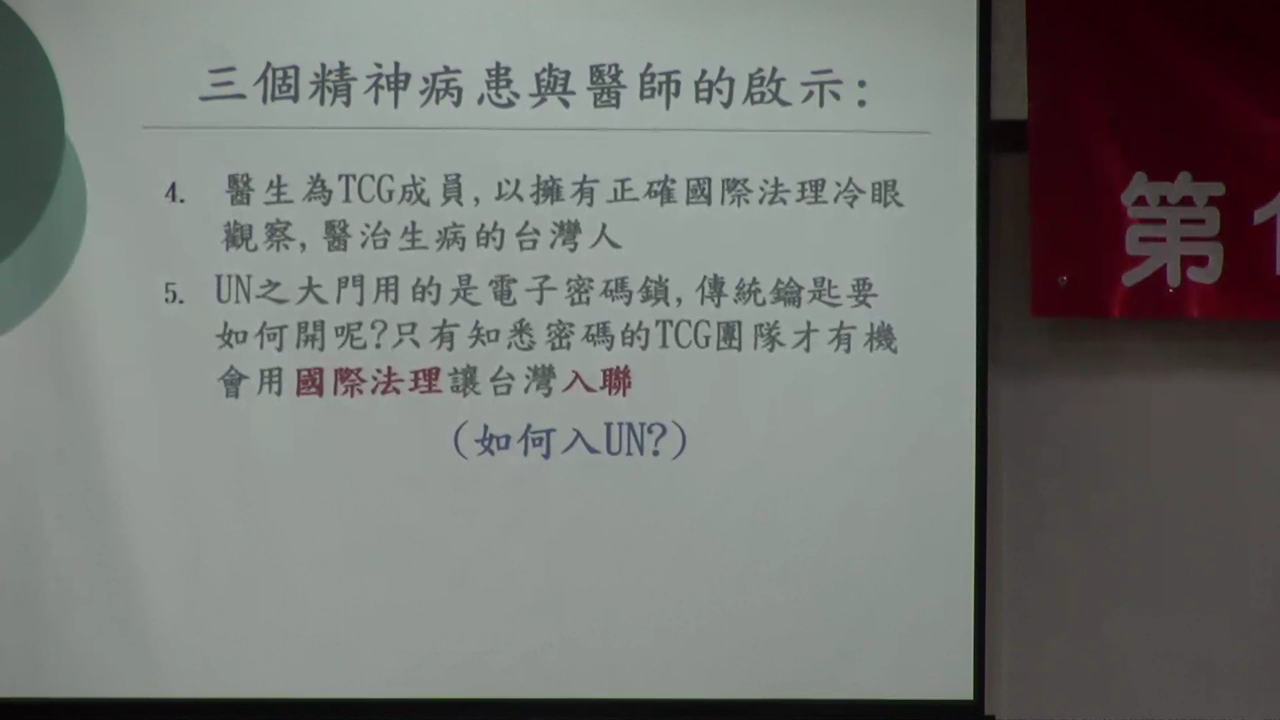 三個精神病患與醫師的啟示:
4. 醫生為TCG成員,以擁有正確國際法理冷眼
觀察,醫治生病的台灣人
5. UN之大門用的是電子密碼鎖,傳統鑰匙要
如何開呢?只有知悉密碼的TCG團隊才有機
會用國際法理讓台灣入聯
(如何入UN?)
第